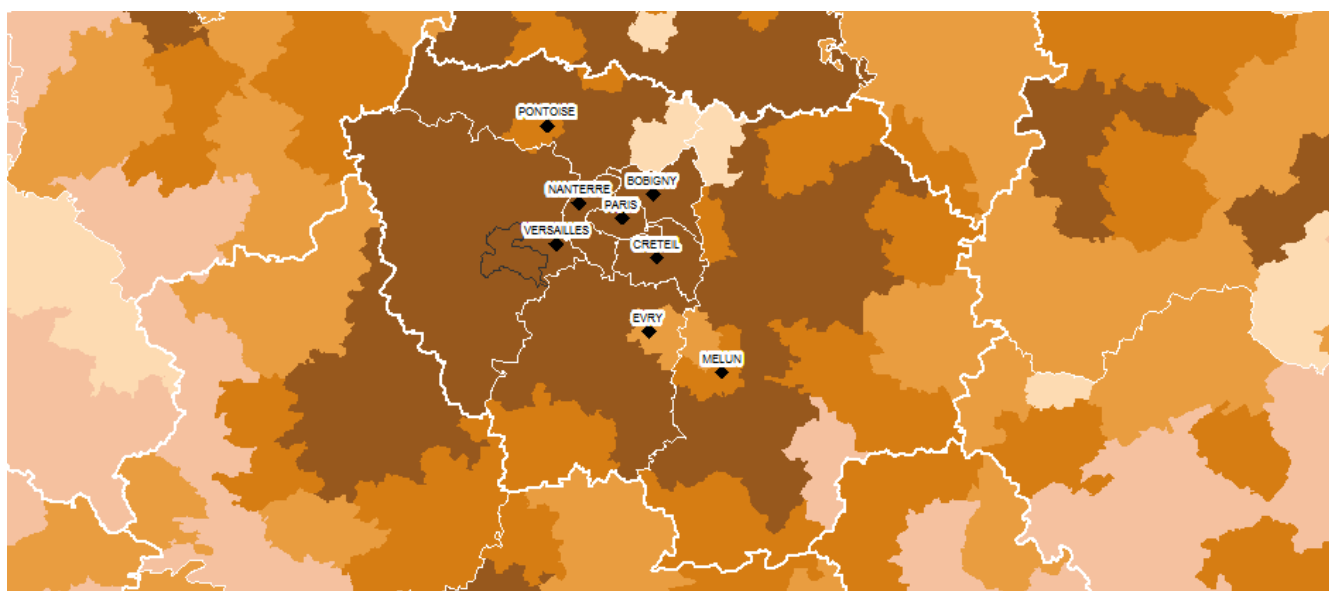 PONTOISE
BOBIGNY
NANTERRE
PARIS
VERSAILLES
CRETEIL
EVRY
MELUN